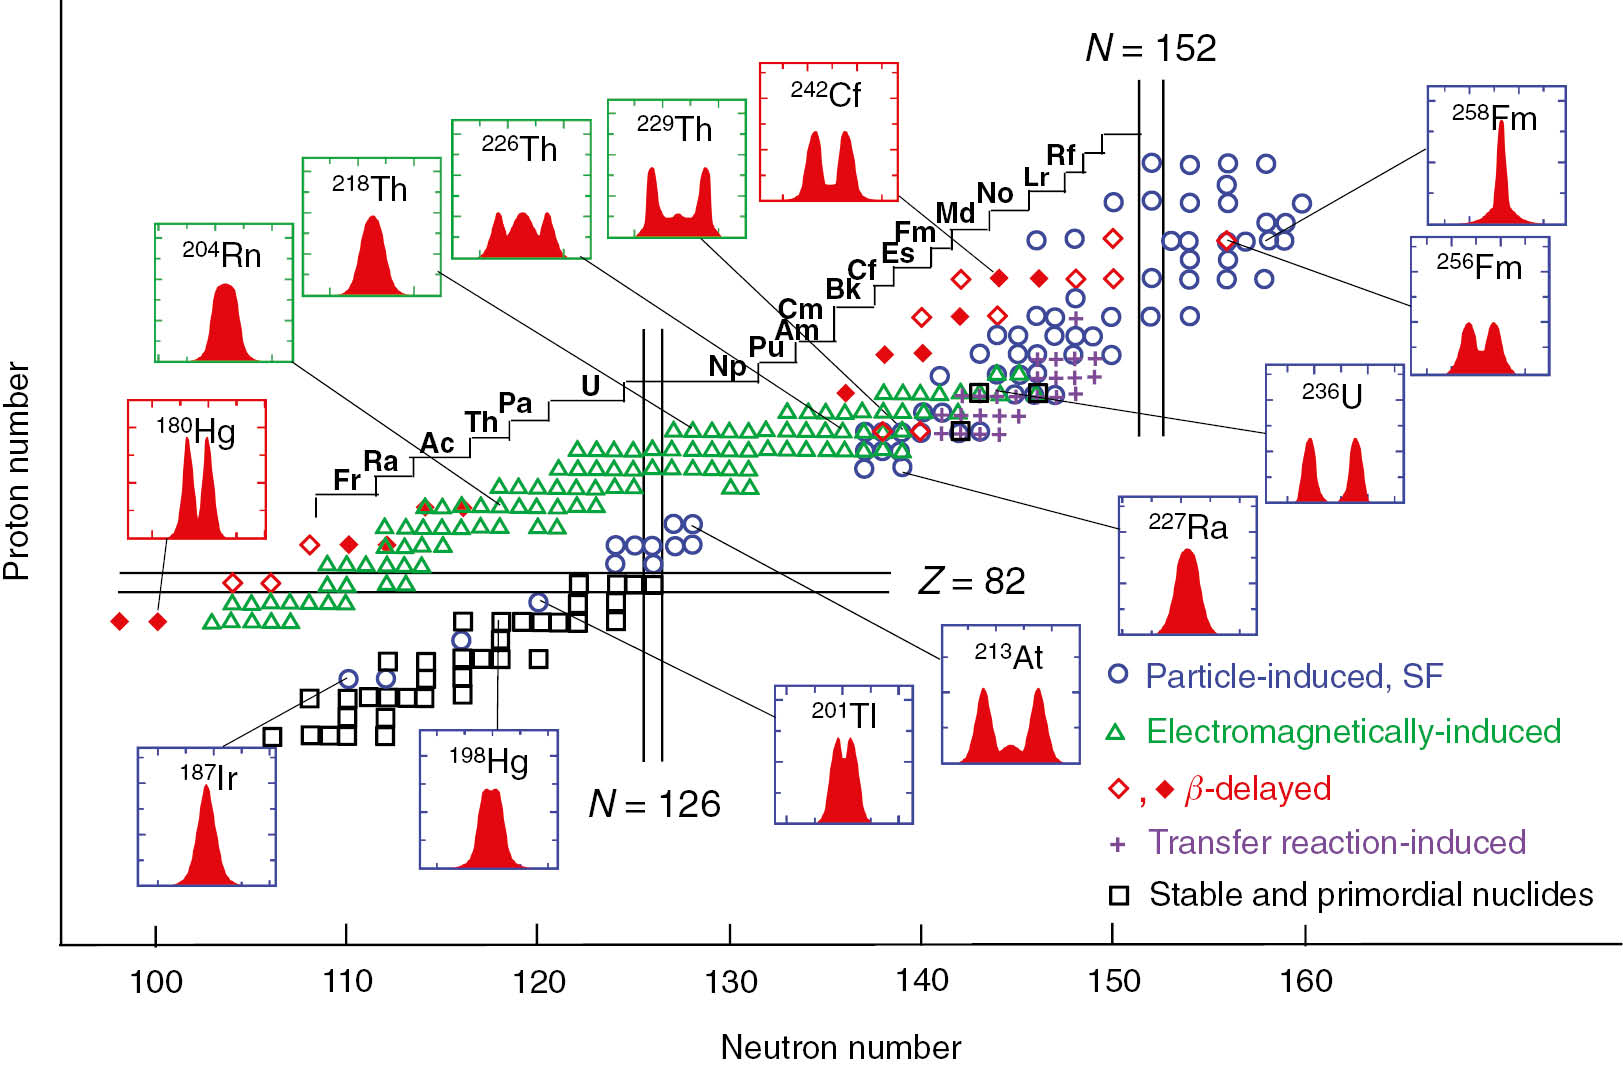 N = 152
²⁴²Cf
²⁵⁸Fm
²²⁹Th
²²⁶Th
²¹⁸Th
²⁰⁴Rn
²⁵⁶Fm
Rf
Lr
No
Md
Fm
Es
Cf
Bk
Cm
Am
Pu
Np
U
Pa
Th
Ac
Ra
Fr
²³⁶U
¹⁸⁰Hg
²²⁷Ra
Z = 82
²¹³At
²⁰¹Tl
¹⁹⁸Hg
¹⁸⁷Ir
N = 126
Particle-induced, SF
Electromagnetically-induced
, β-delayed
Transfer reaction-induced
Stable and primordial nuclides
Proton number
100 110 120 130 140 150 160
Neutron number